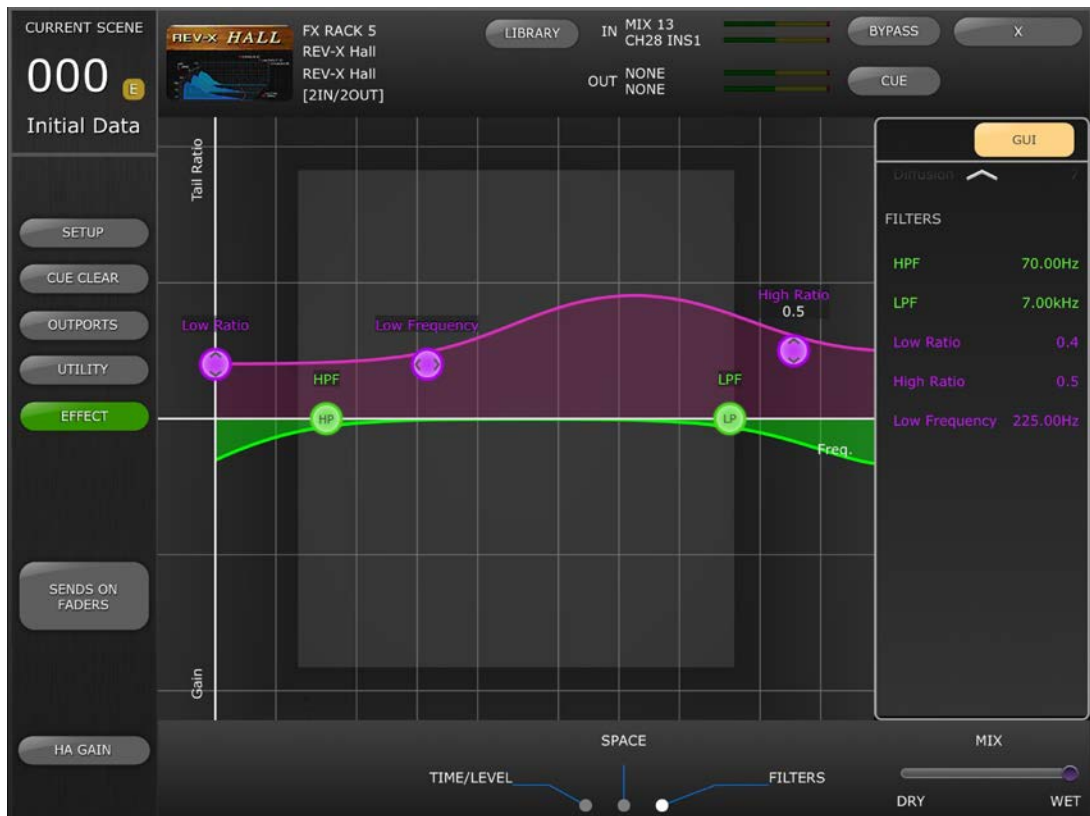 CURRENT SCENE
000 E
Initial Data
SETUP
CUE CLEAR
OUTPORTS
UTILITY
EFFECT
SENDS ON
FADERS
HA GAIN
REV-X HALL
FX RACK 5
REV-X Hall
REV-X Hall
[2IN/2OUT]
LIBRARY
IN MIX 13
CH28 INS1
OUT NONE
NONE
BYPASS
X
CUE
Tail Ratio
Low Ratio
Low Frequency
High Ratio
0.5
HPF
HP
LPF
LP
Freq.
Gain
GUI
Diffusion 7
FILTERS
HPF 70.00Hz
LPF 7.00kHz
Low Ratio 0.4
High Ratio 0.5
Low Frequency 225.00Hz
SPACE
TIME/LEVEL
FILTERS
MIX
DRY WET